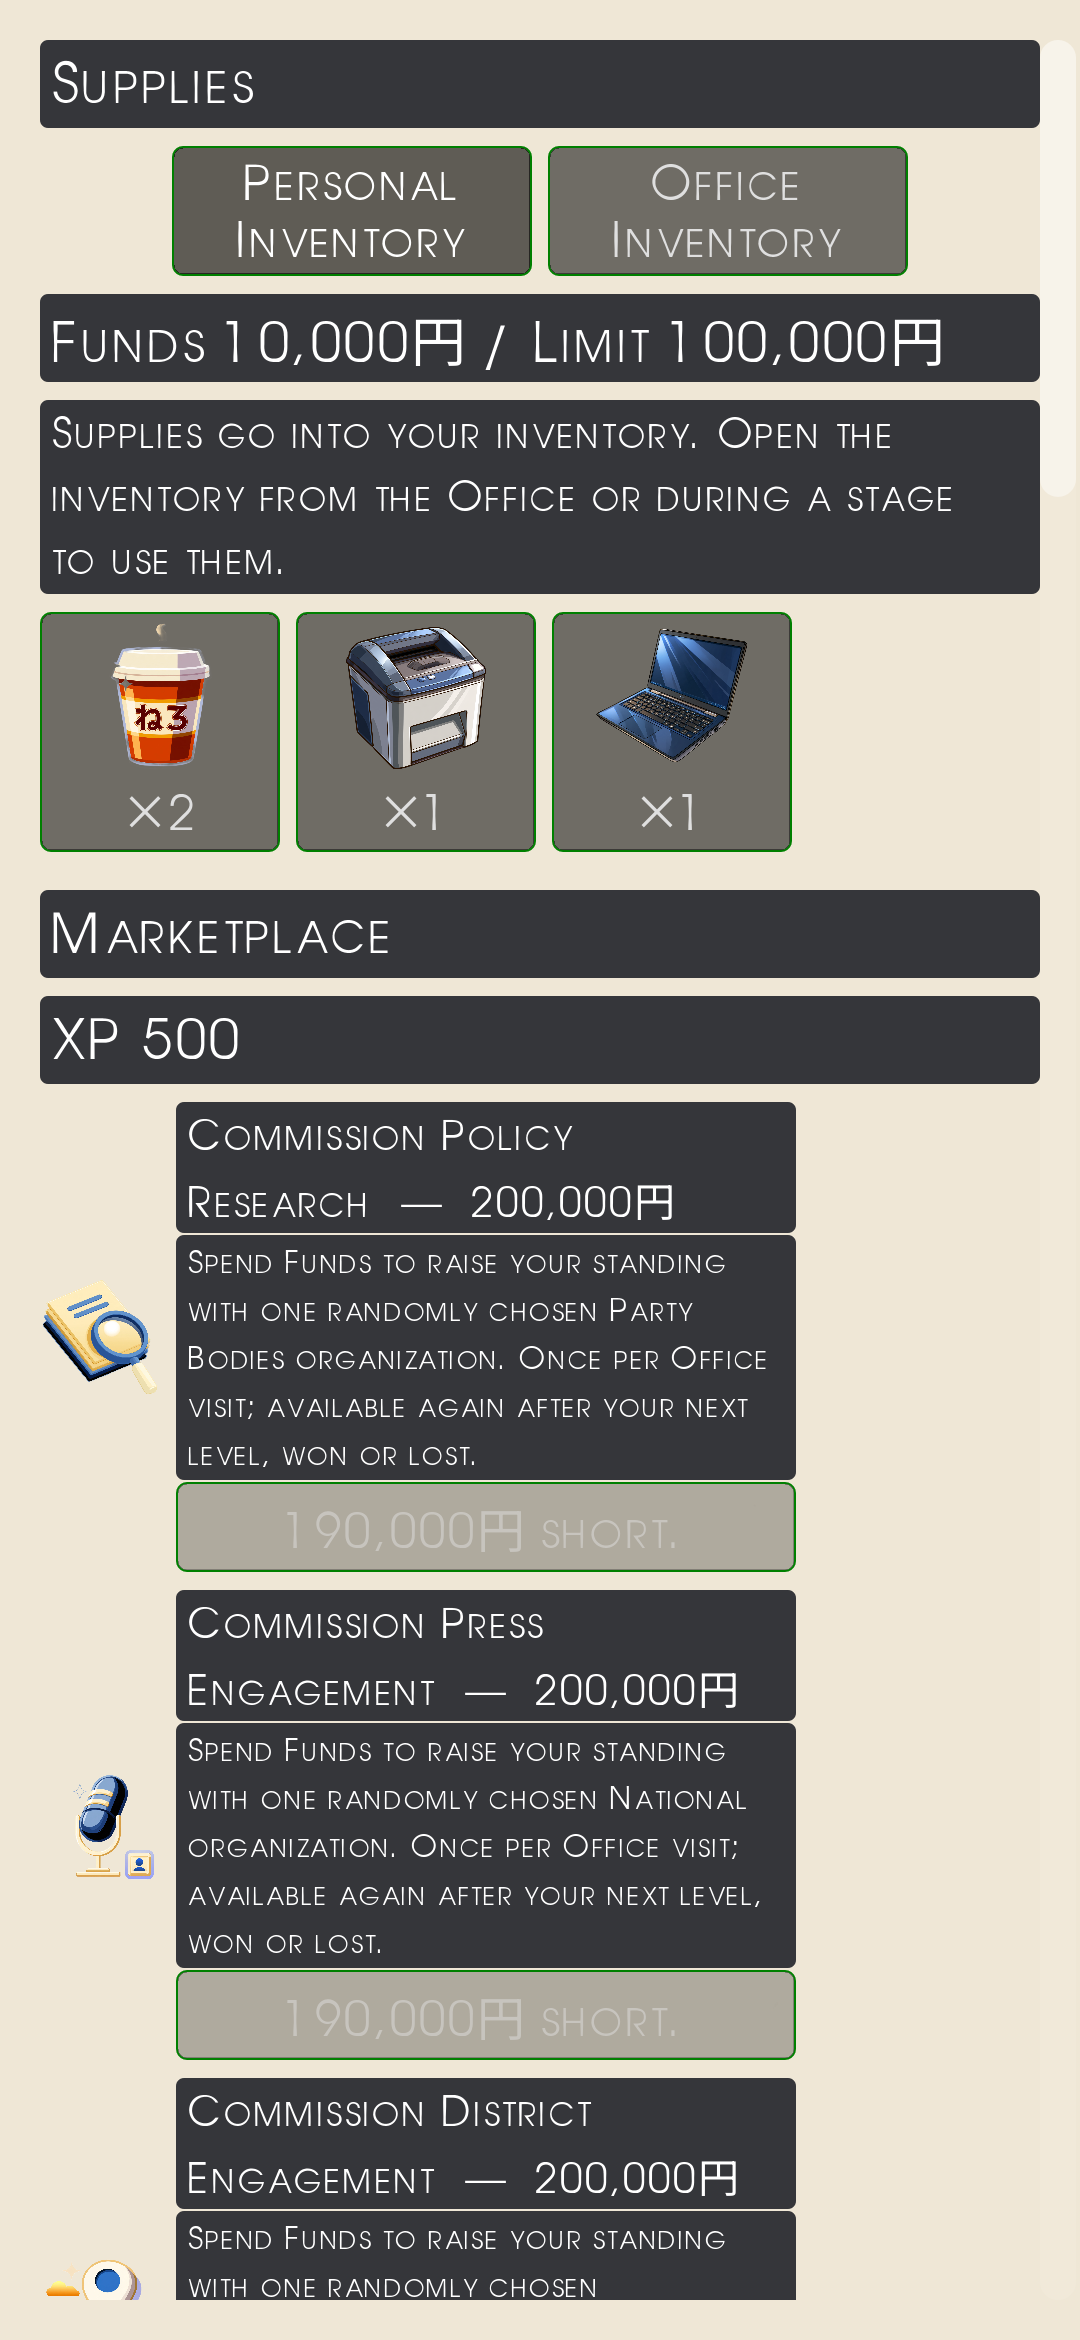 Supplies
Personal
Inventory
Office
Inventory
Funds 10,000円 / Limit 100,000円
Supplies go into your inventory. Open the
inventory from the Office or during a stage
to use them.
ねろ
×2
×1
×1
Marketplace
XP 500
Commission Policy
Research — 200,000円
Spend Funds to raise your standing
with one randomly chosen Party
Bodies organization. Once per Office
visit; available again after your next
level, won or lost.
190,000円 short.
Commission Press
Engagement — 200,000円
Spend Funds to raise your standing
with one randomly chosen National
organization. Once per Office visit;
available again after your next level,
won or lost.
190,000円 short.
Commission District
Engagement — 200,000円
Spend Funds to raise your standing
with one randomly chosen